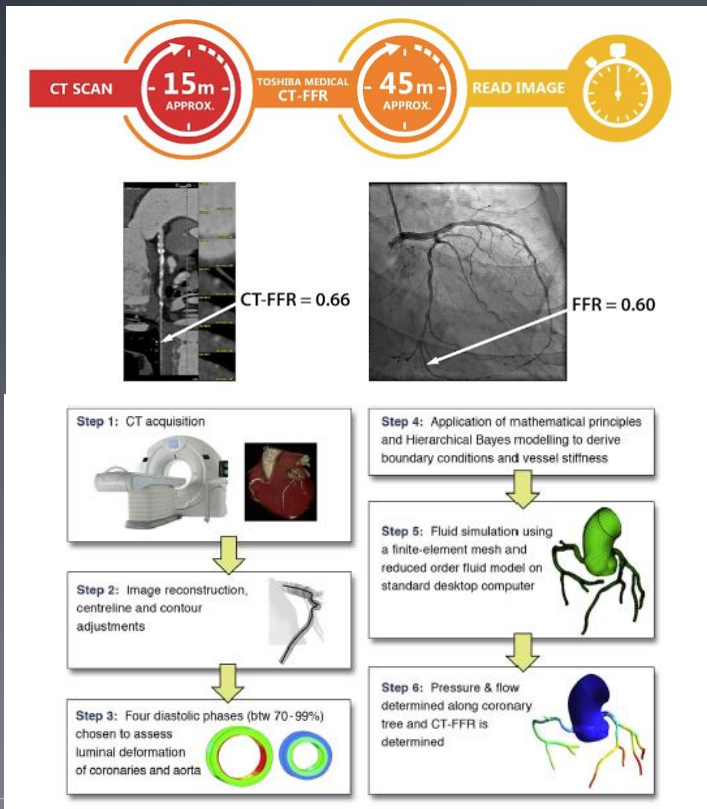 CT SCAN
15m
APPROX.
TOSHIBA MEDICAL
CT-FFR
45m
APPROX.
READ IMAGE
CT-FFR = 0.66
FFR = 0.60
Step 1: CT acquisition
Step 2: Image reconstruction,
centreline and contour
adjustments
Step 3: Four diastolic phases (btw 70-99%)
chosen to assess
luminal deformation
of coronaries and aorta
Step 4: Application of mathematical principles
and Hierarchical Bayes modelling to derive
boundary conditions and vessel stiffness
Step 5: Fluid simulation using
a finite-element mesh and
reduced order fluid model on
standard desktop computer
Step 6: Pressure & flow
determined along coronary
tree and CT-FFR is
determined